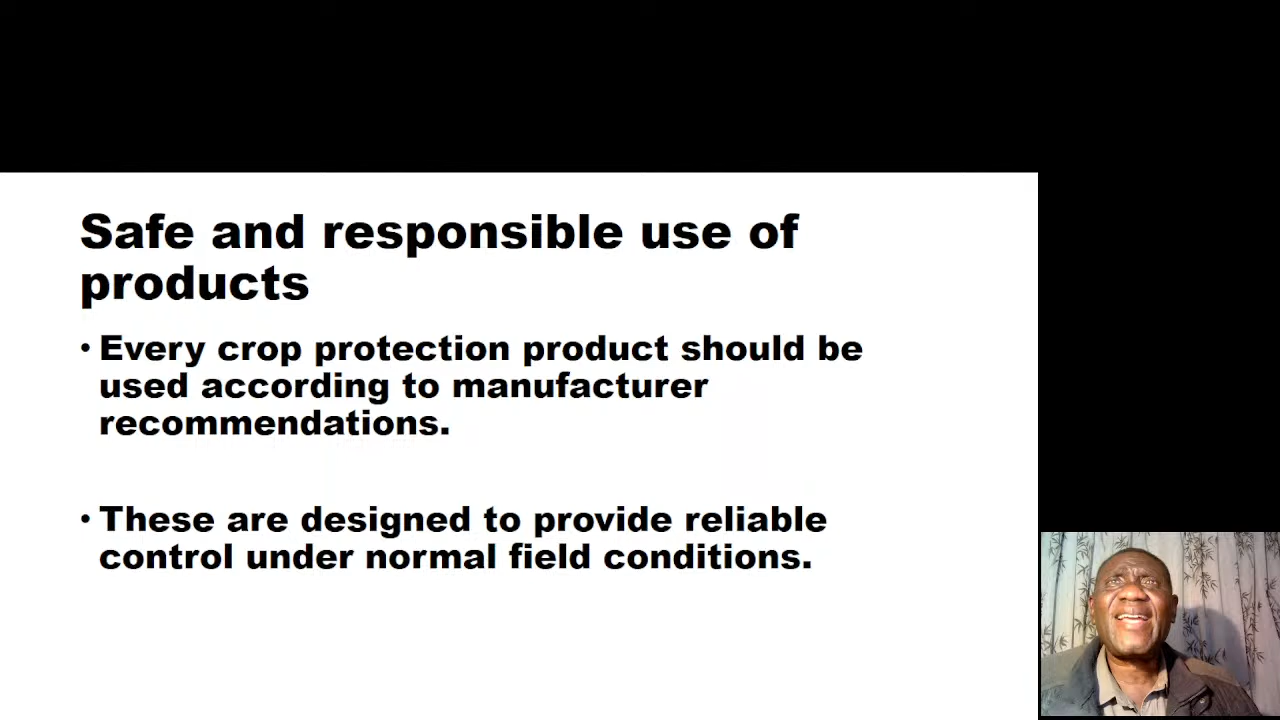 Safe and responsible use of
products
• Every crop protection product should be
used according to manufacturer
recommendations.
• These are designed to provide reliable
control under normal field conditions.